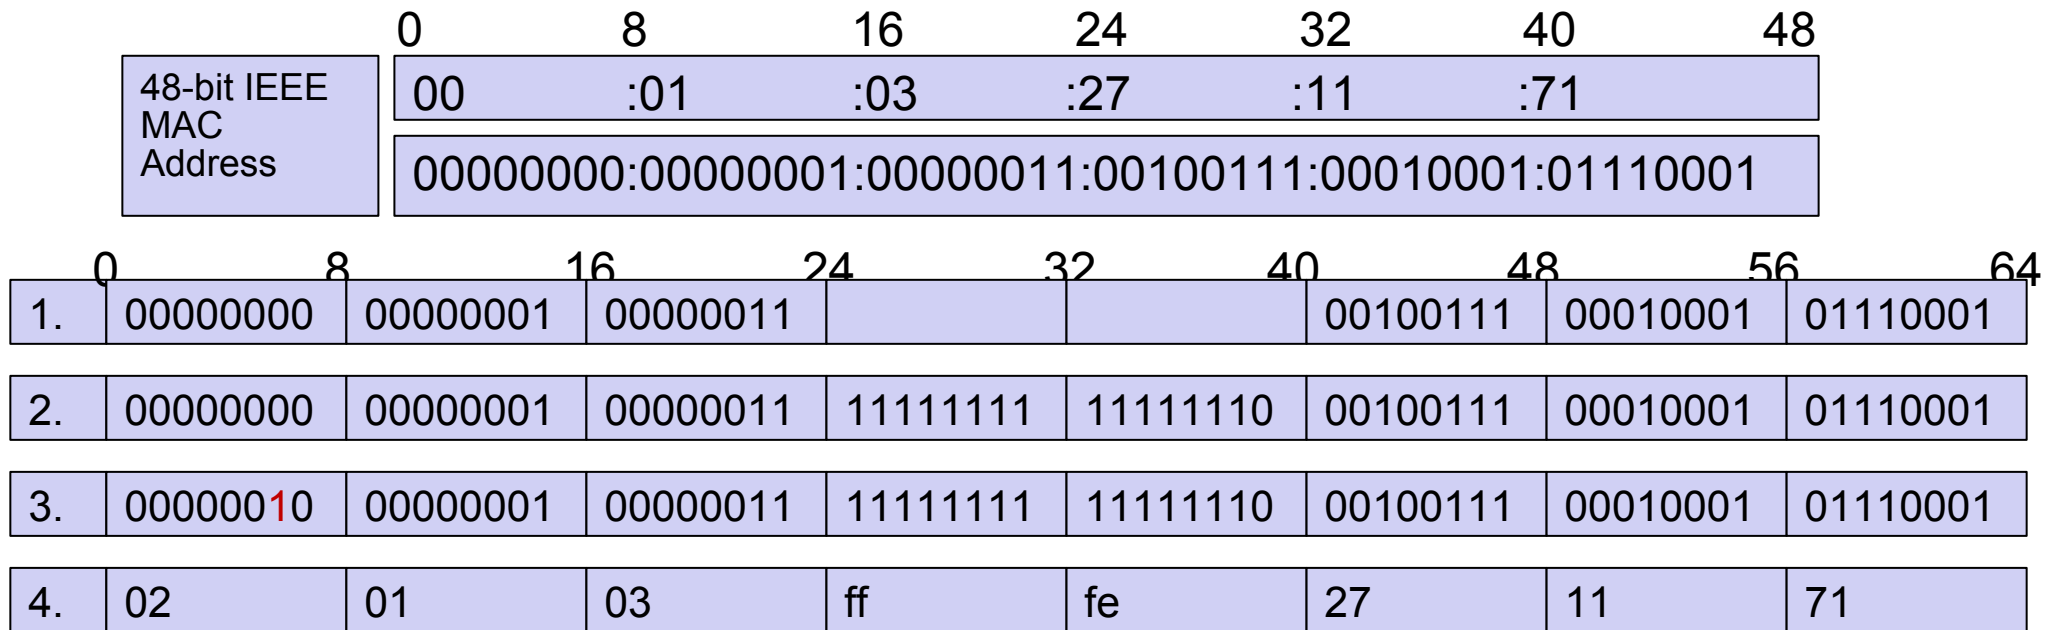 0 8 16 24 32 40 48
48-bit IEEE
MAC
Address
00 :01 :03 :27 :11 :71
00000000:00000001:00000011:00100111:00010001:01110001
0 8 16 24 32 40 48 56 64
1. 00000000 00000001 00000011 00100111 00010001 01110001
2. 00000000 00000001 00000011 11111111 11111110 00100111 00010001 01110001
3. 00000010 00000001 00000011 11111111 11111110 00100111 00010001 01110001
4. 02 01 03 ff fe 27 11 71